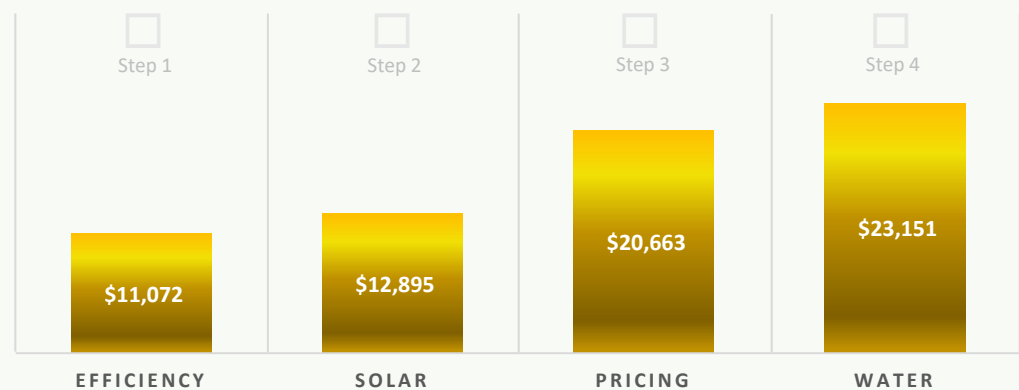 Step 1
Step 2
Step 3
Step 4
$11,072
$12,895
$20,663
$23,151
EFFICIENCY
SOLAR
PRICING
WATER